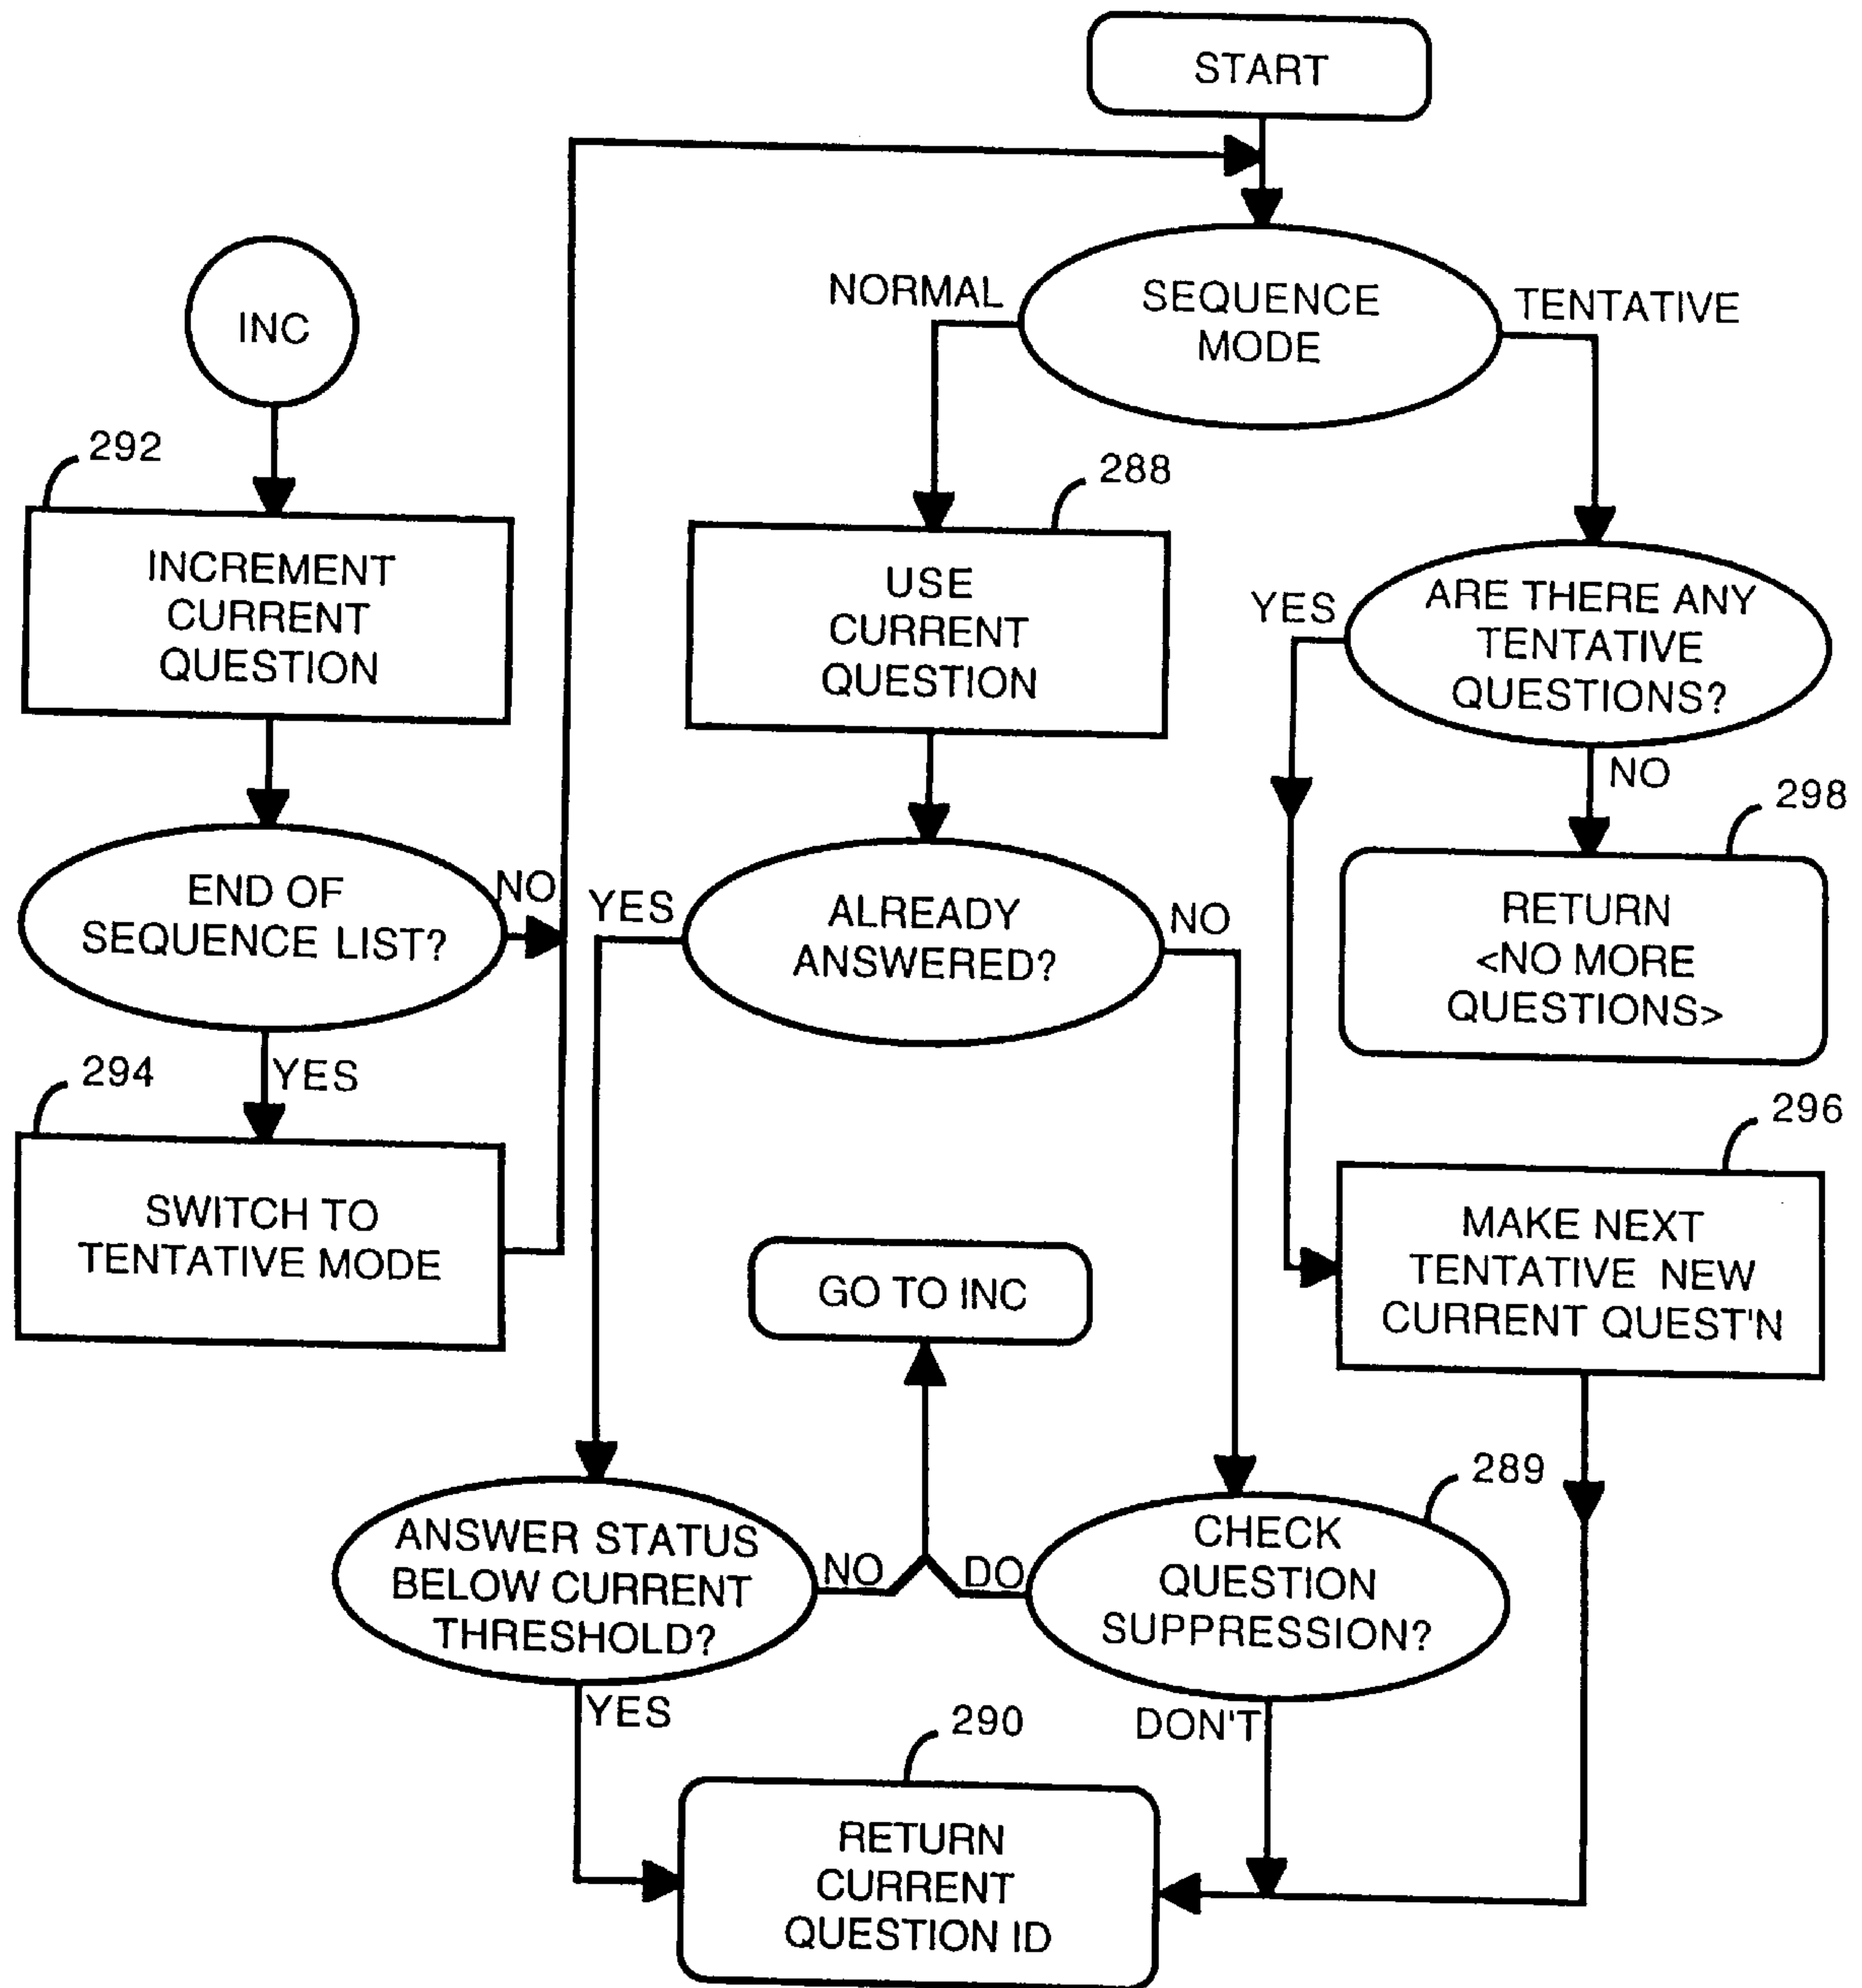 START
INC
NORMAL
SEQUENCE
MODE
TENTATIVE
292
INCREMENT
CURRENT
QUESTION
288
USE
CURRENT
QUESTION
YES
ARE THERE ANY
TENTATIVE
QUESTIONS?
NO
298
RETURN
<NO MORE
QUESTIONS>
END OF
SEQUENCE LIST?
NO
YES
ALREADY
ANSWERED?
NO
YES
294
SWITCH TO
TENTATIVE MODE
296
MAKE NEXT
TENTATIVE NEW
CURRENT QUEST'N
GO TO INC
ANSWER STATUS
BELOW CURRENT
THRESHOLD?
NO
DO
289
CHECK
QUESTION
SUPPRESSION?
YES
DON'T
290
RETURN
CURRENT
QUESTION ID